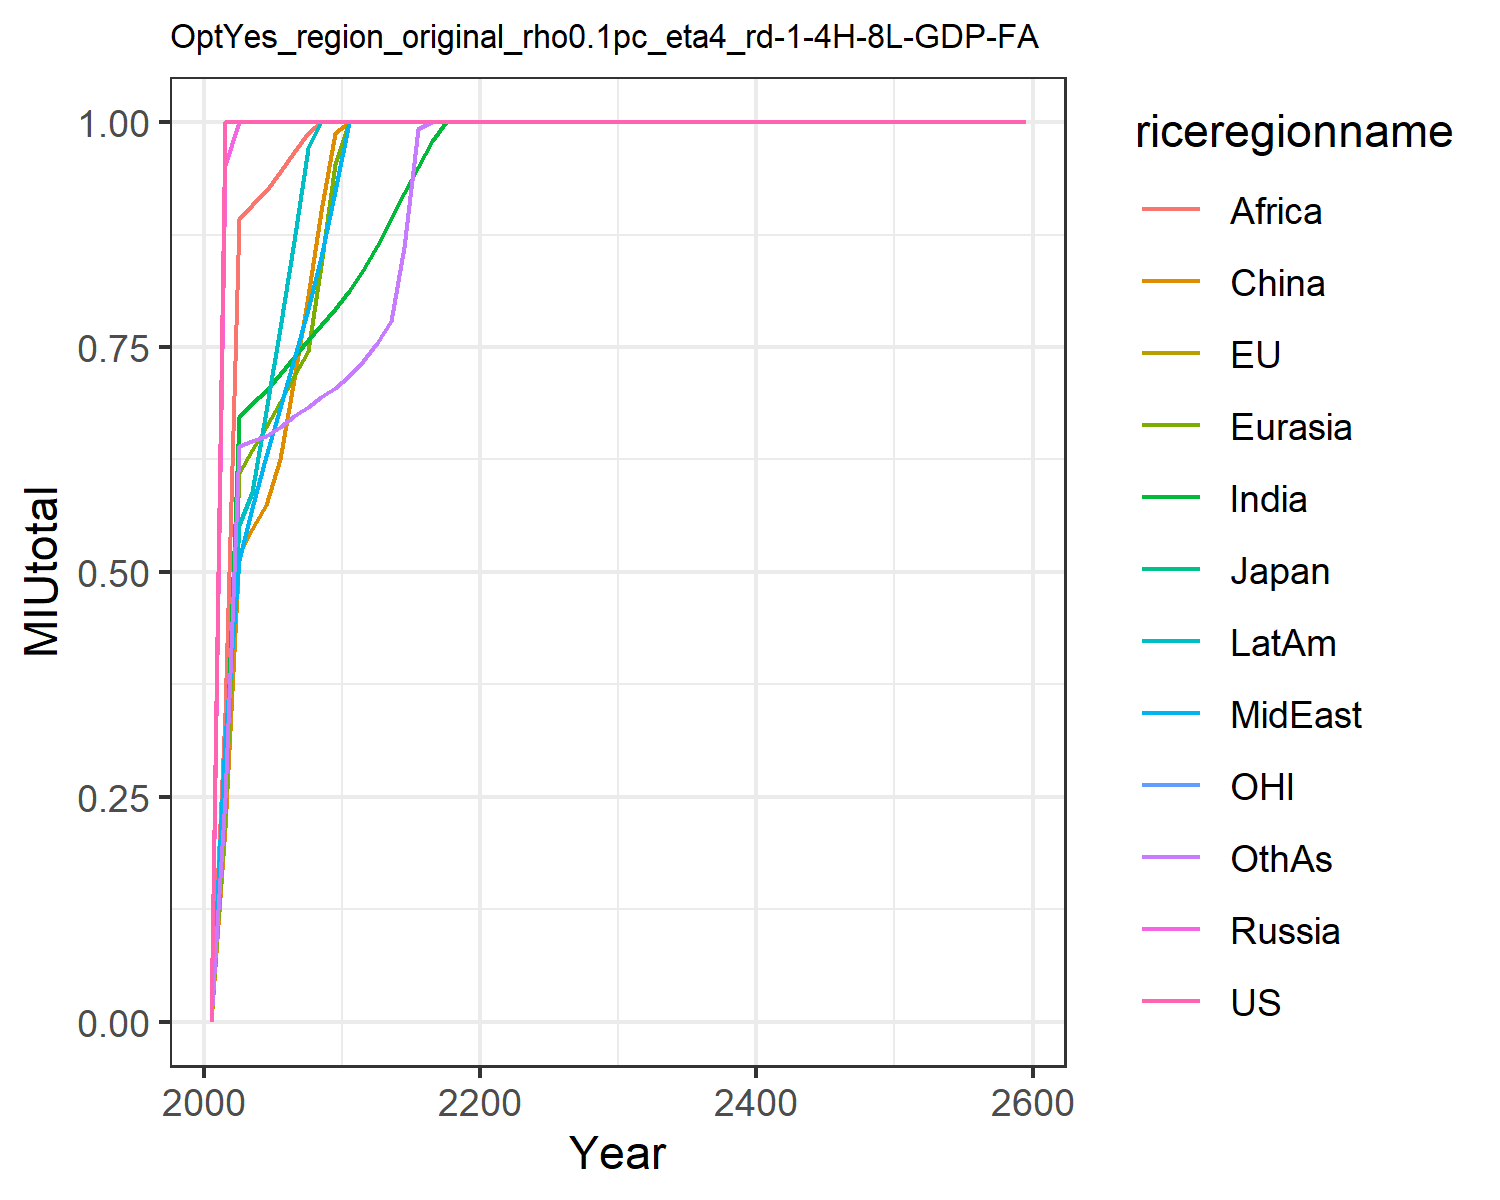 OptYes_region_original_rho0.1pc_eta4_rd-1-4H-8L-GDP-FA
1.00
0.75
0.50
0.25
0.00
MIUtotal
2000 2200 2400 2600
Year
riceregionname
Africa
China
EU
Eurasia
India
Japan
LatAm
MidEast
OHI
OthAs
Russia
US